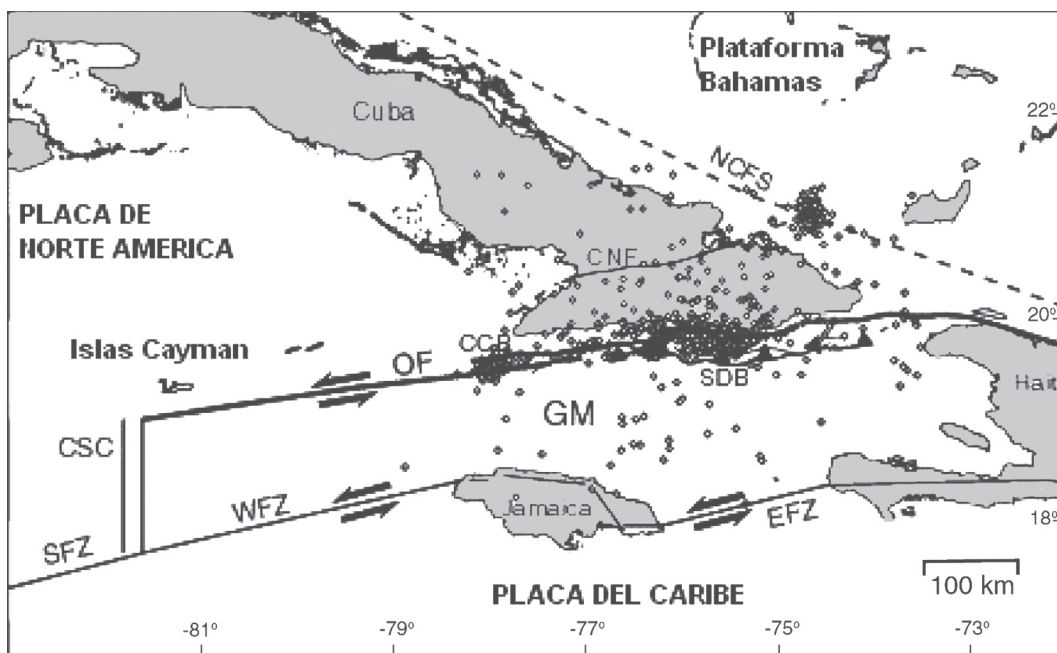 Plataforma
Bahamas
Cuba
22º
NCFS
PLACA DE
NORTE AMERICA
CNF
20º
Islas Cayman
CCB
OF
SDB
Hait
GM
CSC
WFZ
Jamaica
EFZ
18º
SFZ
100 km
PLACA DEL CARIBE
-81º
-79º
-77º
-75º
-73º